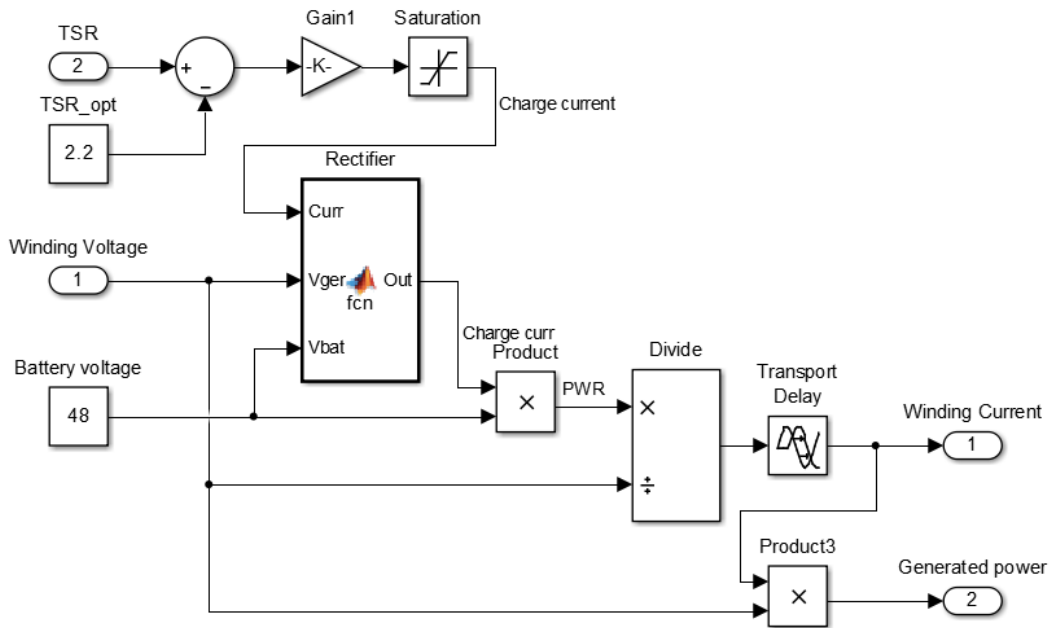 Gain1
Saturation
TSR
2
+
−
-K-
Charge current
TSR_opt
2.2
Rectifier
Curr
Winding Voltage
1
Vger
fcn
Out
Vbat
Charge curr
Product
×
PWR
Battery voltage
48
Divide
×
÷
Transport
Delay
Winding Current
1
Product3
×
Generated power
2